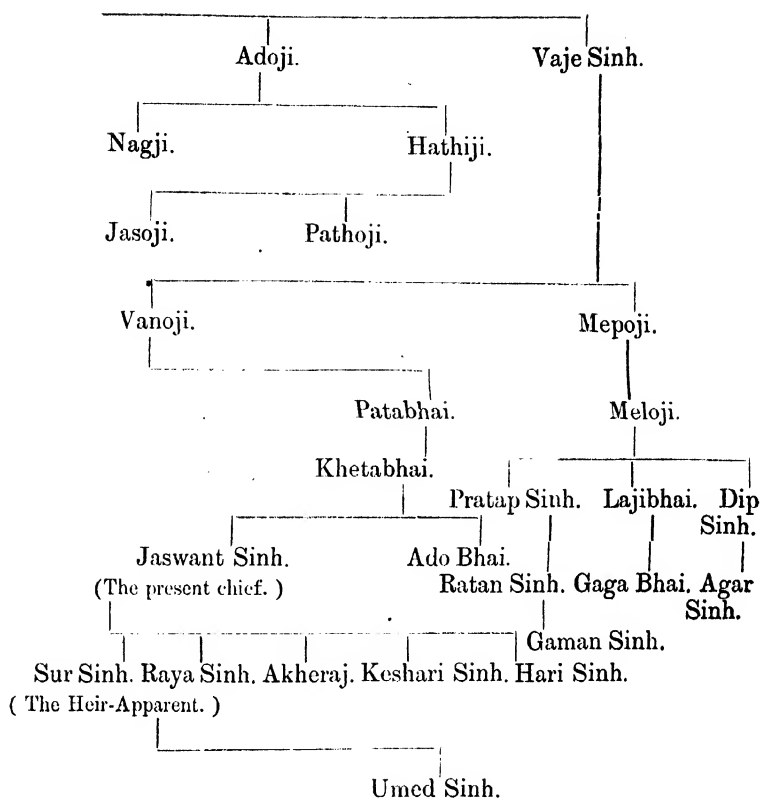 Adoji. Vaje Sinh.
Nagji. Hathiji.
Jasoji. Pathoji.
Vanoji. Mepoji.
Patabhai. Meloji.
Khetabhai.
Pratap Sinh. Lajibhai. Dip
Sinh.
Jaswant Sinh. Ado Bhai.
(The present chief.) Ratan Sinh. Gaga Bhai. Agar
Sinh.
Gaman Sinh.
Sur Sinh. Raya Sinh. Akheraj. Keshari Sinh. Hari Sinh.
( The Heir-Apparent. )
Umed Sinh.